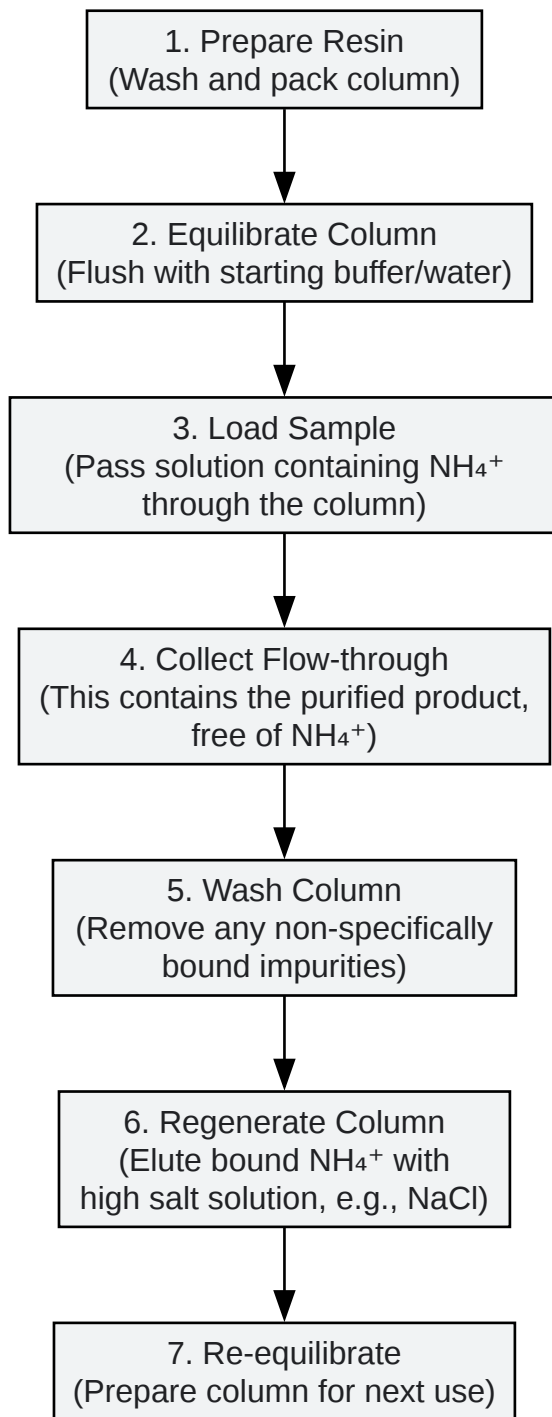 1. Prepare Resin
(Wash and pack column)
2. Equilibrate Column
(Flush with starting buffer/water)
3. Load Sample
(Pass solution containing NH₄⁺
through the column)
4. Collect Flow-through
(This contains the purified product,
free of NH₄⁺)
5. Wash Column
(Remove any non-specifically
bound impurities)
6. Regenerate Column
(Elute bound NH₄⁺ with
high salt solution, e.g., NaCl)
7. Re-equilibrate
(Prepare column for next use)